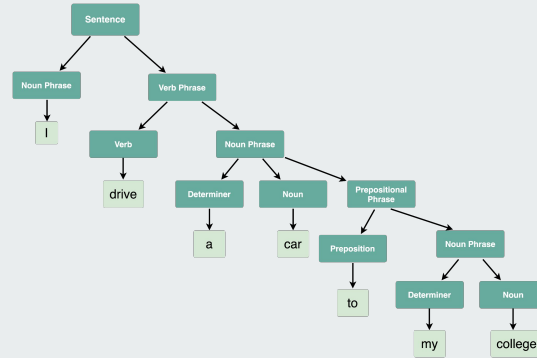 Sentence
Noun Phrase
Verb Phrase
I
Verb
Noun Phrase
drive
Determiner
Noun
Prepositional
Phrase
a
car
Preposition
Noun Phrase
to
Determiner
Noun
my
college